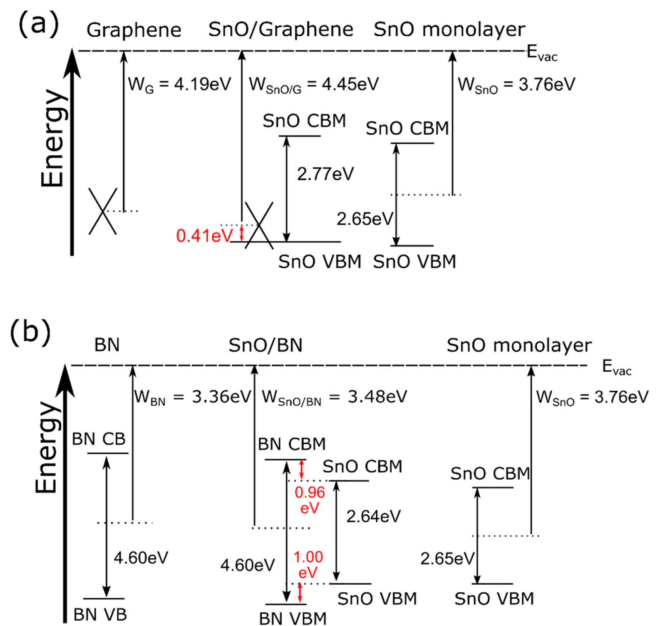 (a)
Graphene SnO/Graphene SnO monolayer
Evac
WG = 4.19eV WSnO/G = 4.45eV WSnO = 3.76eV
Energy
SnO CBM SnO CBM
2.77eV
2.65eV
0.41eV
SnO VBM SnO VBM
(b)
BN SnO/BN SnO monolayer
Evac
WBN = 3.36eV WSnO/BN = 3.48eV WSnO = 3.76eV
Energy
BN CB BN CBM
SnO CBM SnO CBM
0.96
eV
2.64eV
1.00
eV
4.60eV 4.60eV 2.65eV
BN VB BN VBM SnO VBM SnO VBM